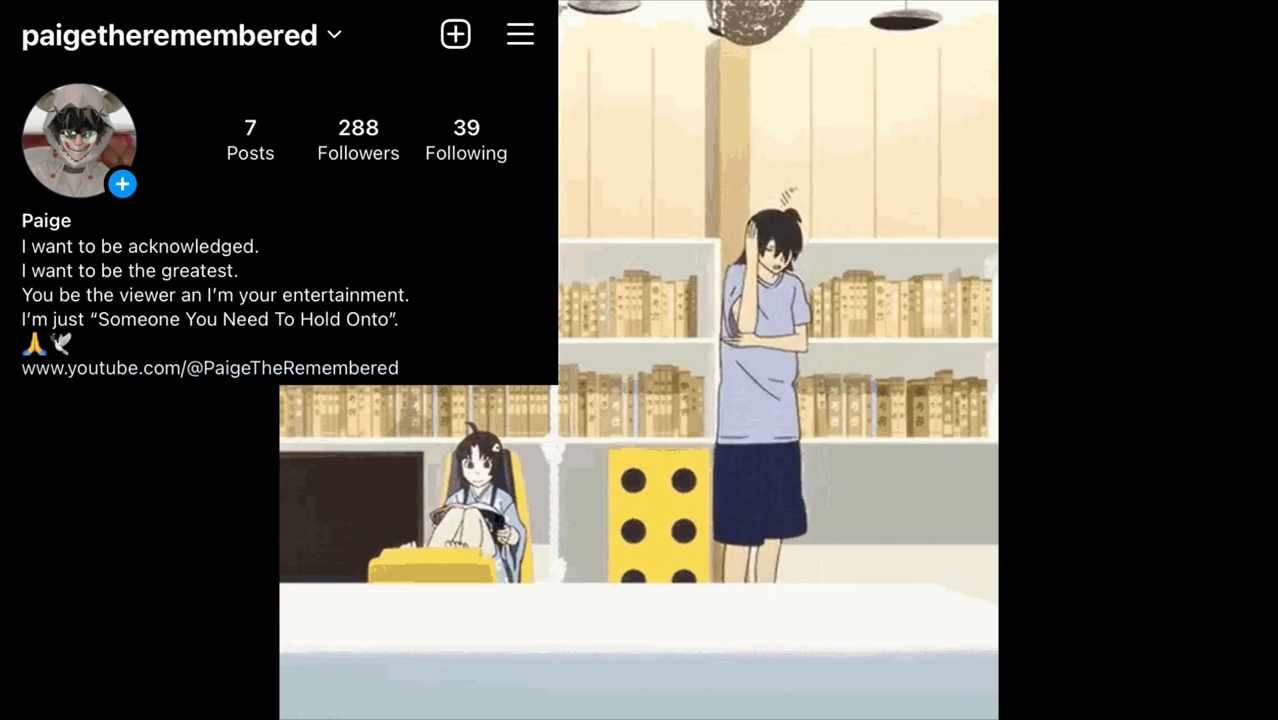 paigetheremembered
7 288 39
Posts Followers Following
Paige
I want to be acknowledged.
I want to be the greatest.
You be the viewer an I’m your entertainment.
I’m just “Someone You Need To Hold Onto”.
🙏🕊️
www.youtube.com/@PaigeTheRemembered